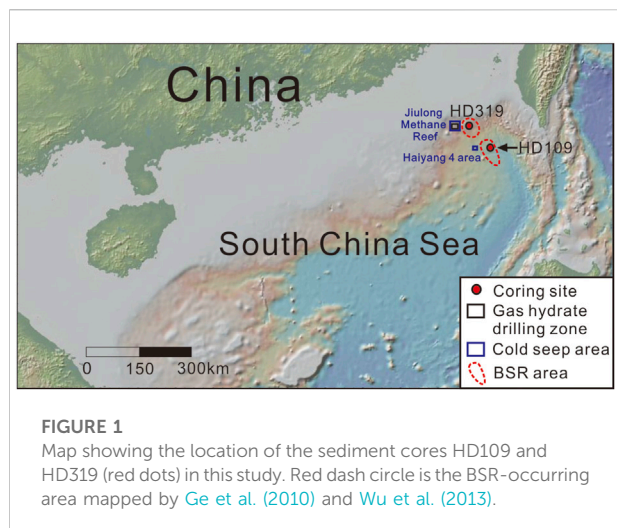 China
Jiulong
Methane
Reef
HD319
HD109
Haiyang 4 area
South China Sea
Coring site
Gas hydrate
drilling zone
Cold seep area
BSR area
0 150 300km
FIGURE 1
Map showing the location of the sediment cores HD109 and
HD319 (red dots) in this study. Red dash circle is the BSR-occurring
area mapped by Ge et al. (2010) and Wu et al. (2013).